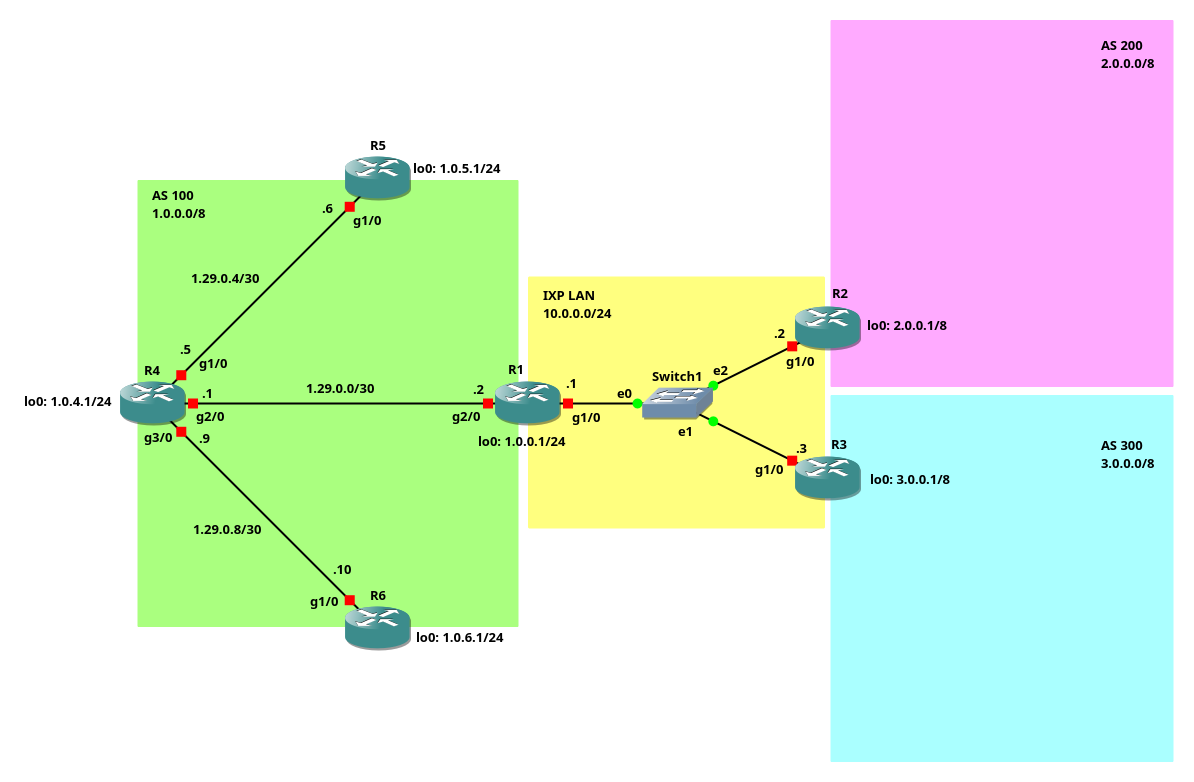 AS 200
2.0.0.0/8
R5
lo0: 1.0.5.1/24
AS 100
1.0.0.0/8
.6
g1/0
1.29.0.4/30
IXP LAN
10.0.0.0/24
R2
lo0: 2.0.0.1/8
.2
g1/0
.5
g1/0
R4
lo0: 1.0.4.1/24
.1
g2/0
1.29.0.0/30
.2
g2/0
R1
lo0: 1.0.0.1/24
.1
g1/0
e0
Switch1
e2
e1
g3/0
.9
R3
.3
g1/0
lo0: 3.0.0.1/8
AS 300
3.0.0.0/8
1.29.0.8/30
.10
g1/0
R6
lo0: 1.0.6.1/24